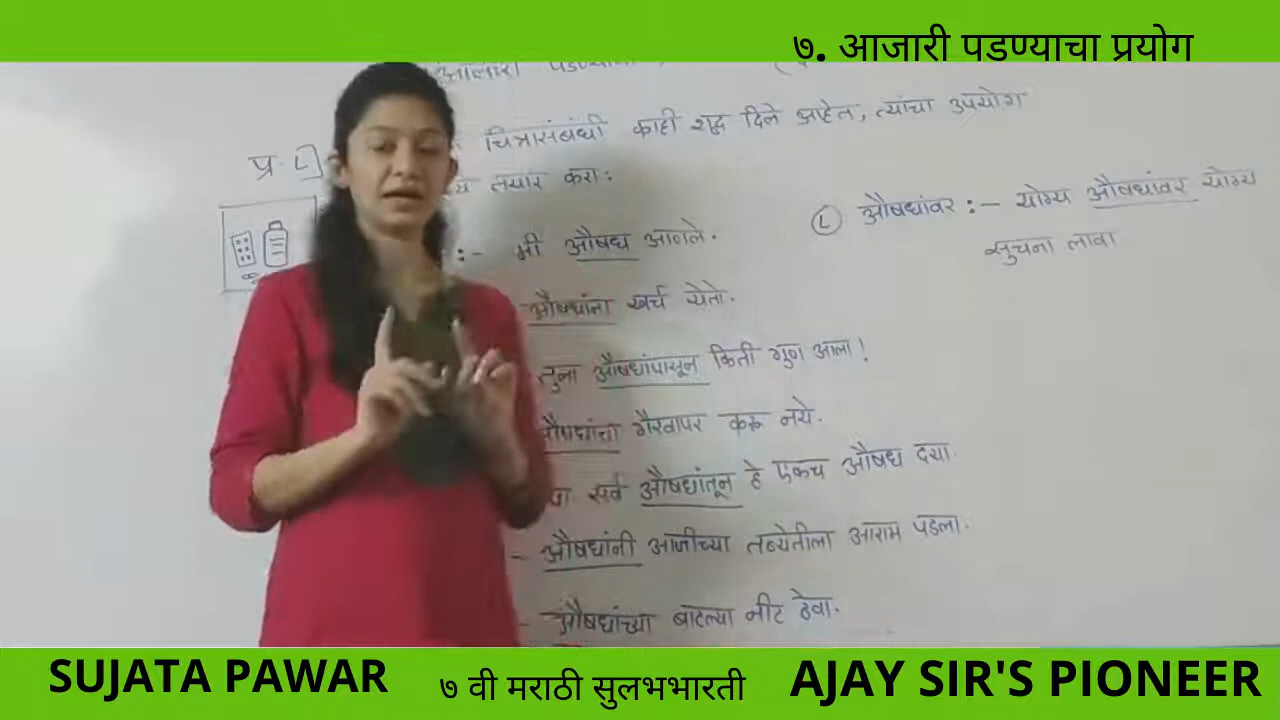 ७. आजारी पडण्याचा प्रयोग
प्र. L] चित्रासंबंधी काही शब्द दिले आहेत, त्यांचा उपयोग
तयार करा:
:- मी औषध आणले.
औषधांना खर्च येतो.
तुला औषधांपासून किती गुण आला!
औषधांचा गैरवापर करू नये.
या सर्व औषधांतून हे एकच औषध दया.
- औषधांनी आजीच्या तब्येतीला आराम पडला.
- औषधांच्या बाटल्या नीट ठेवा.
L औषधांवर :- योग्य औषधांवर योग्य
सुचना लावा
SUJATA PAWAR
७ वी मराठी सुलभभारती
AJAY SIR'S PIONEER